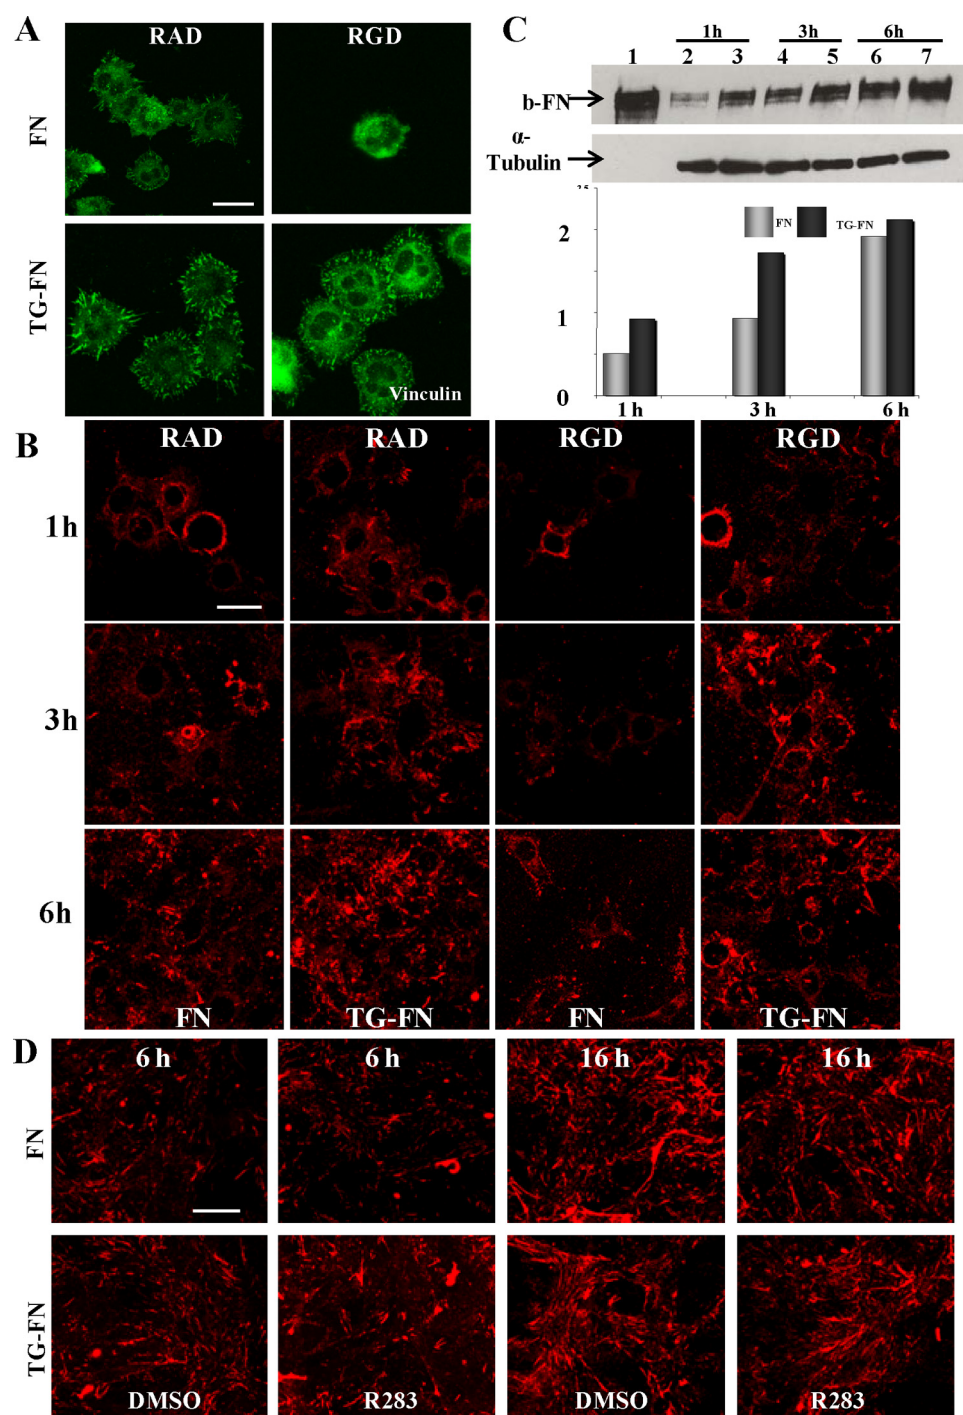 A
RAD
RGD
FN
TG-FN
Vinculin
C
1h
3h
6h
1
2
3
4
5
6
7
b-FN
α-
Tubulin
2.5
2
1
0
FN
TG-FN
1 h
3 h
6 h
B
RAD
RAD
RGD
RGD
1h
3h
6h
FN
TG-FN
FN
TG-FN
D
6 h
6 h
16 h
16 h
FN
TG-FN
DMSO
R283
DMSO
R283